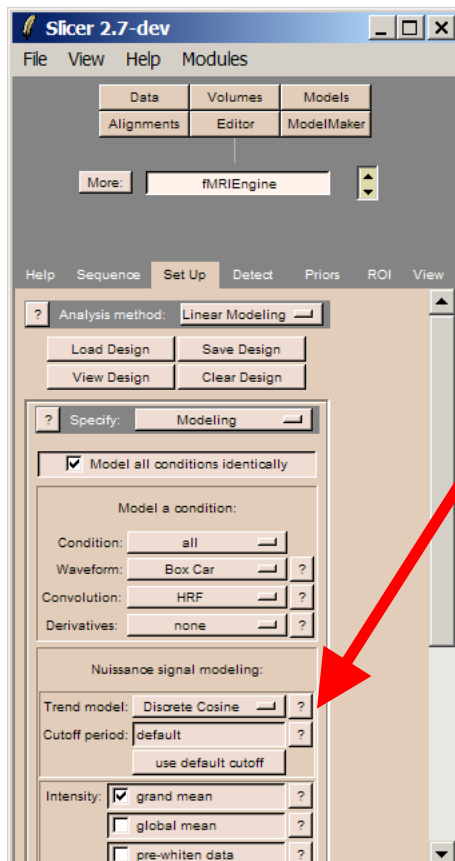 Slicer 2.7-dev
File View Help Modules
Data Volumes Models
Alignments Editor ModelMaker
More: fMRIEngine
Help Sequence Set Up Detect Priors ROI View
? Analysis method: Linear Modeling
Load Design Save Design
View Design Clear Design
? Specify: Modeling
Model all conditions identically
Model a condition:
Condition: all
Waveform: Box Car ?
Convolution: HRF ?
Derivatives: none ?
Nuissance signal modeling:
Trend model: Discrete Cosine ?
Cutoff period: default ?
use default cutoff
Intensity: grand mean ?
global mean ?
pre-whiten data ?